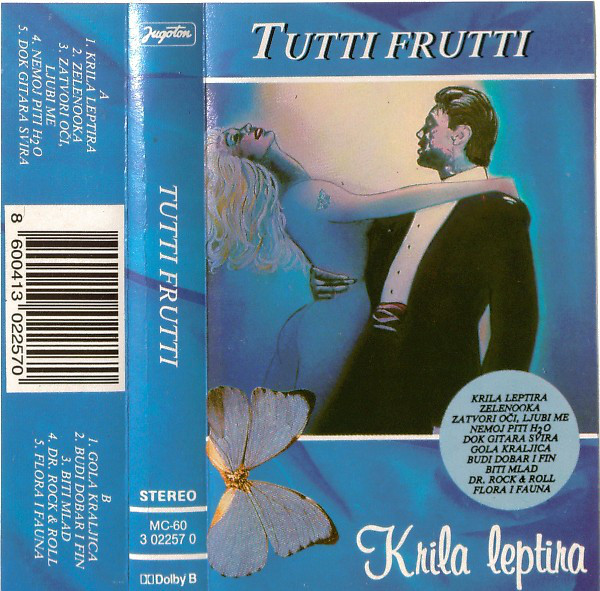 A
1. KRILA LEPTIRA
2. ZELENOOKA
3. ZATVORI OČI,
LJUBI ME
4. NEMOJ PITI H2O
5. DOK GITARA SVIRA
8 600413 022570
B
1. GOLA KRALJICA
2. BUDI DOBAR I FIN
3. BITI MLAD
4. DR. ROCK & ROLL
5. FLORA I FAUNA
Jugoton
TUTTI FRUTTI
STEREO
MC-60
3 02257 0
Dolby B
TUTTI FRUTTI
KRILA LEPTIRA
ZELENOOKA
ZATVORI OČI, LJUBI ME
NEMOJ PITI H2O
DOK GITARA SVIRA
GOLA KRALJICA
BUDI DOBAR I FIN
BITI MLAD
DR. ROCK & ROLL
FLORA I FAUNA
Krila leptira